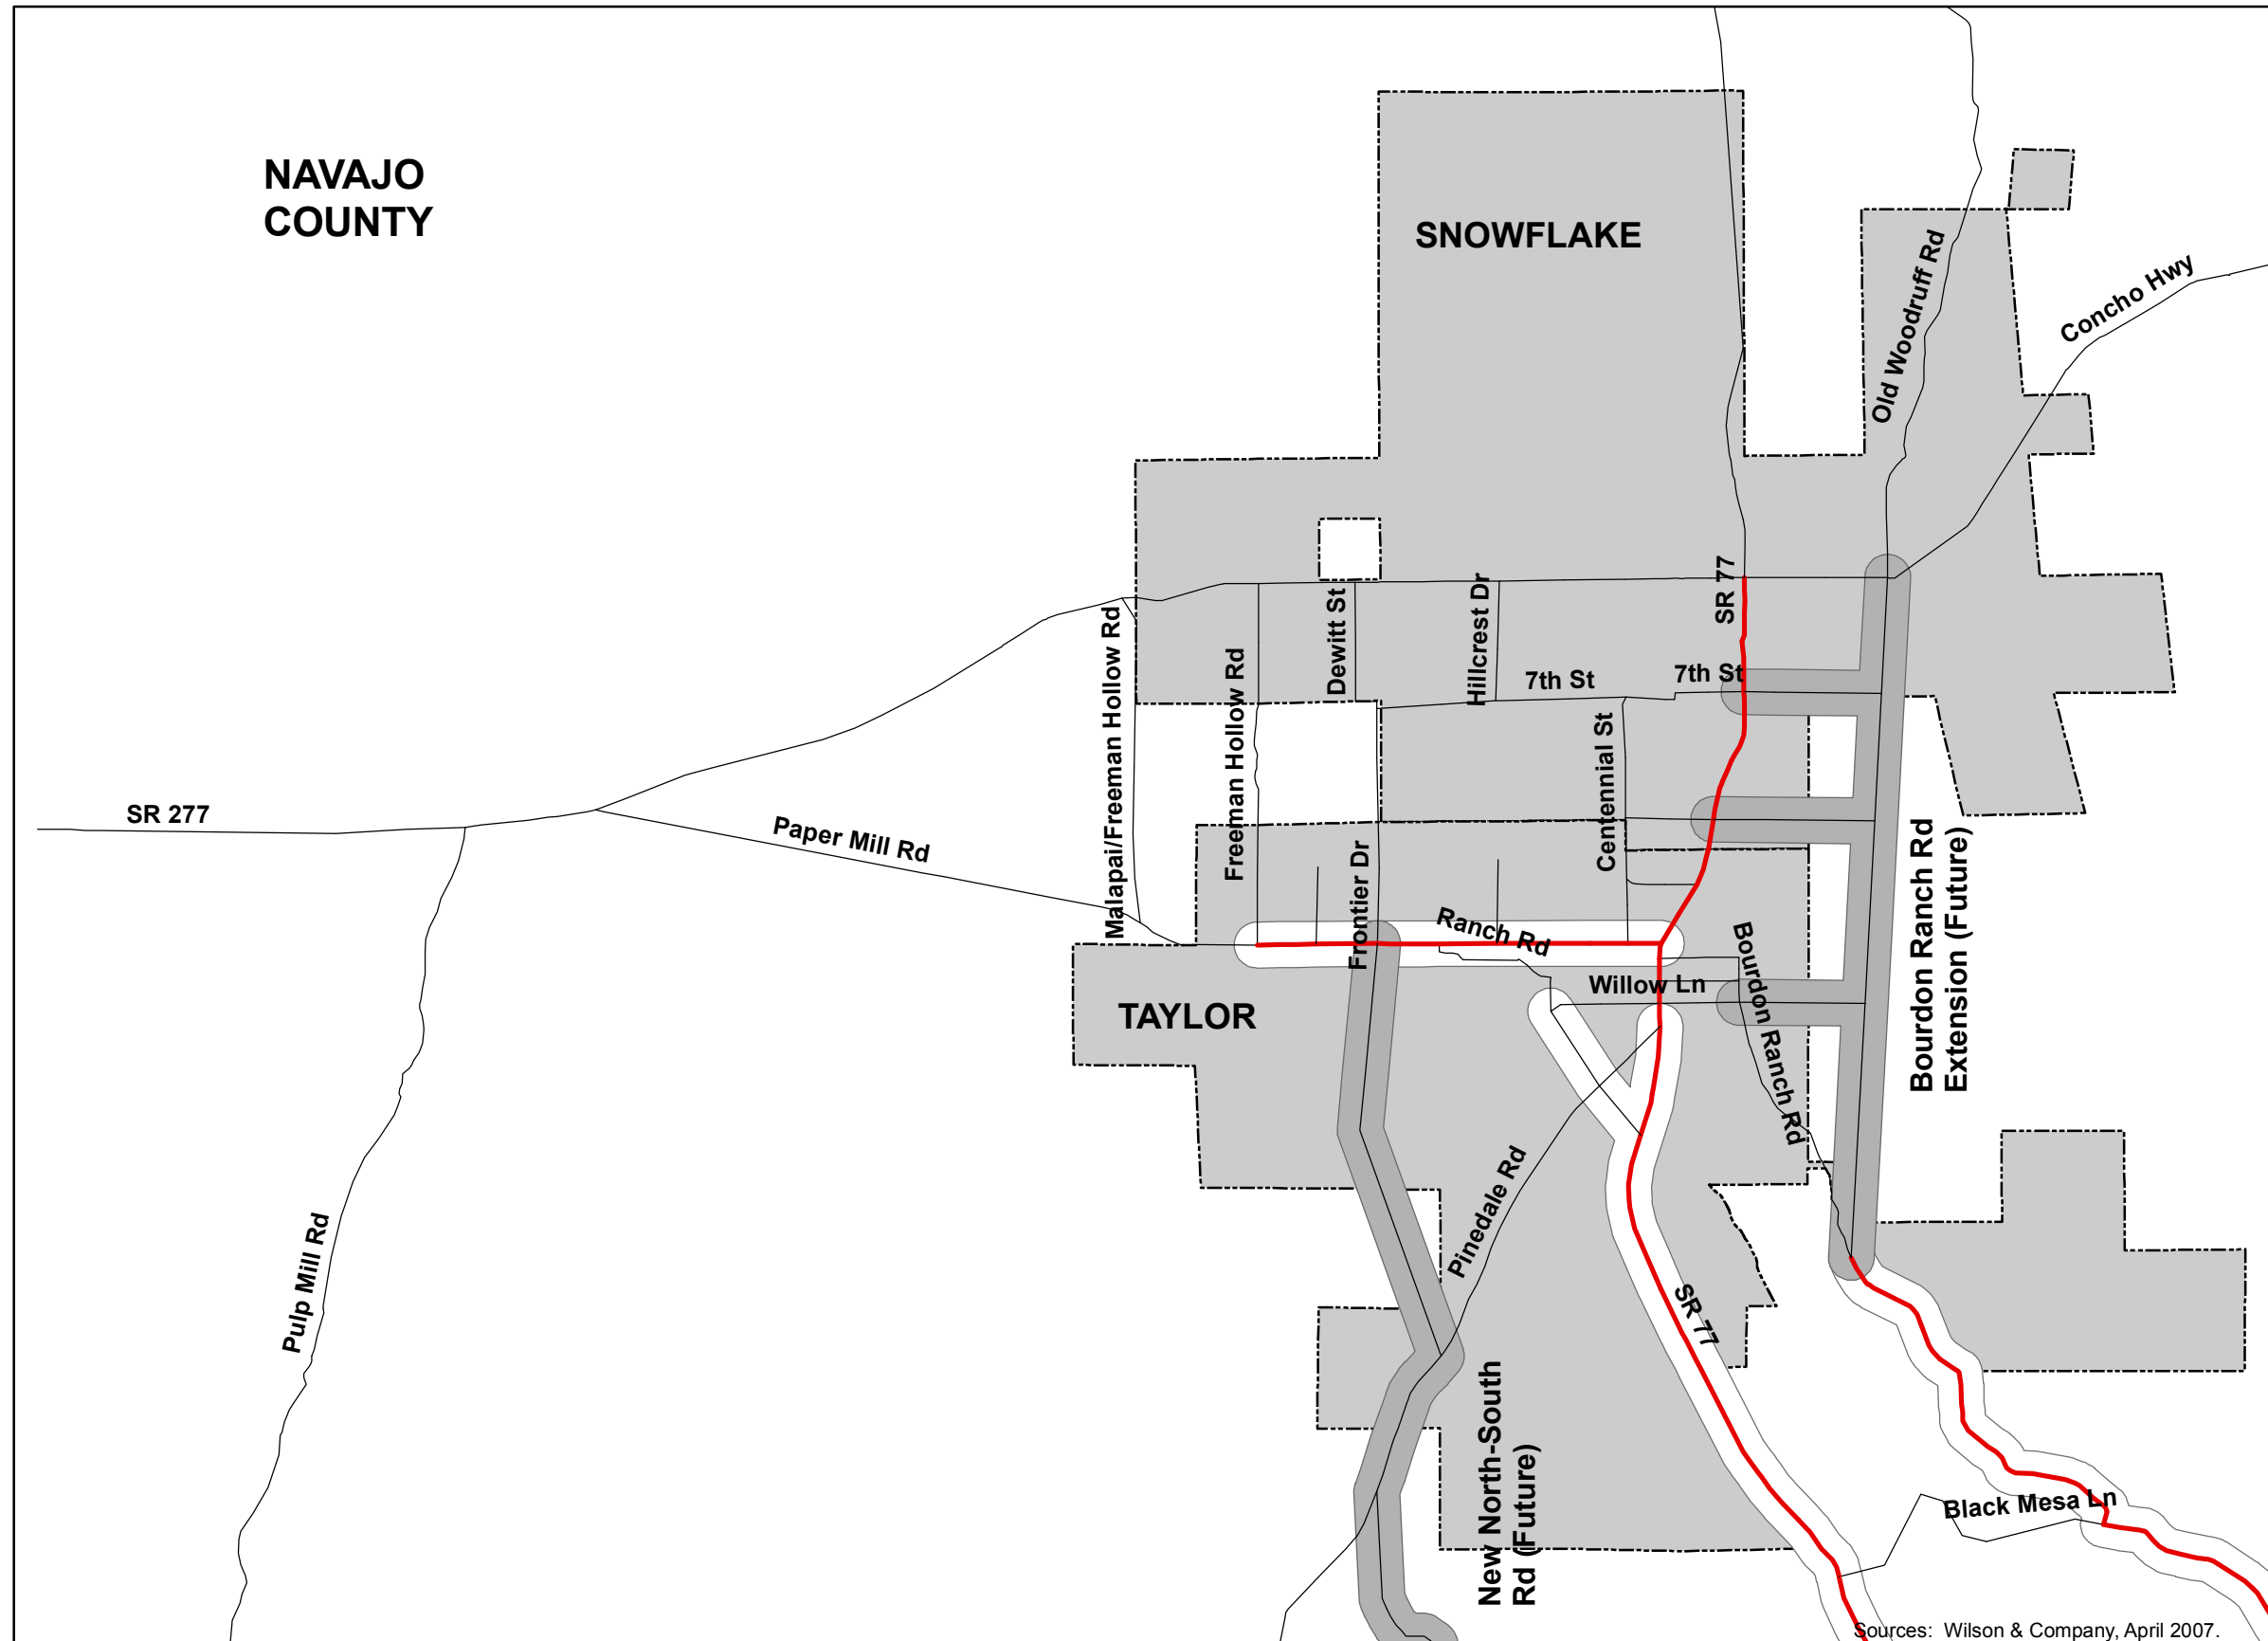 NAVAJO
COUNTY
SNOWFLAKE
Old Woodruff Rd
Concho Hwy
SR 77
Malapai/Freeman Hollow Rd
Freeman Hollow Rd
Dewitt St
Hillcrest Dr
7th St
7th St
Centennial St
SR 277
Paper Mill Rd
Frontier Dr
Ranch Rd
Willow Ln
Bourdon Ranch Rd
Bourdon Ranch Rd
Extension (Future)
TAYLOR
Pinedale Rd
Pulp Mill Rd
SR 77
New North-South
Rd (Future)
Black Mesa Ln
Sources: Wilson & Company, April 2007.